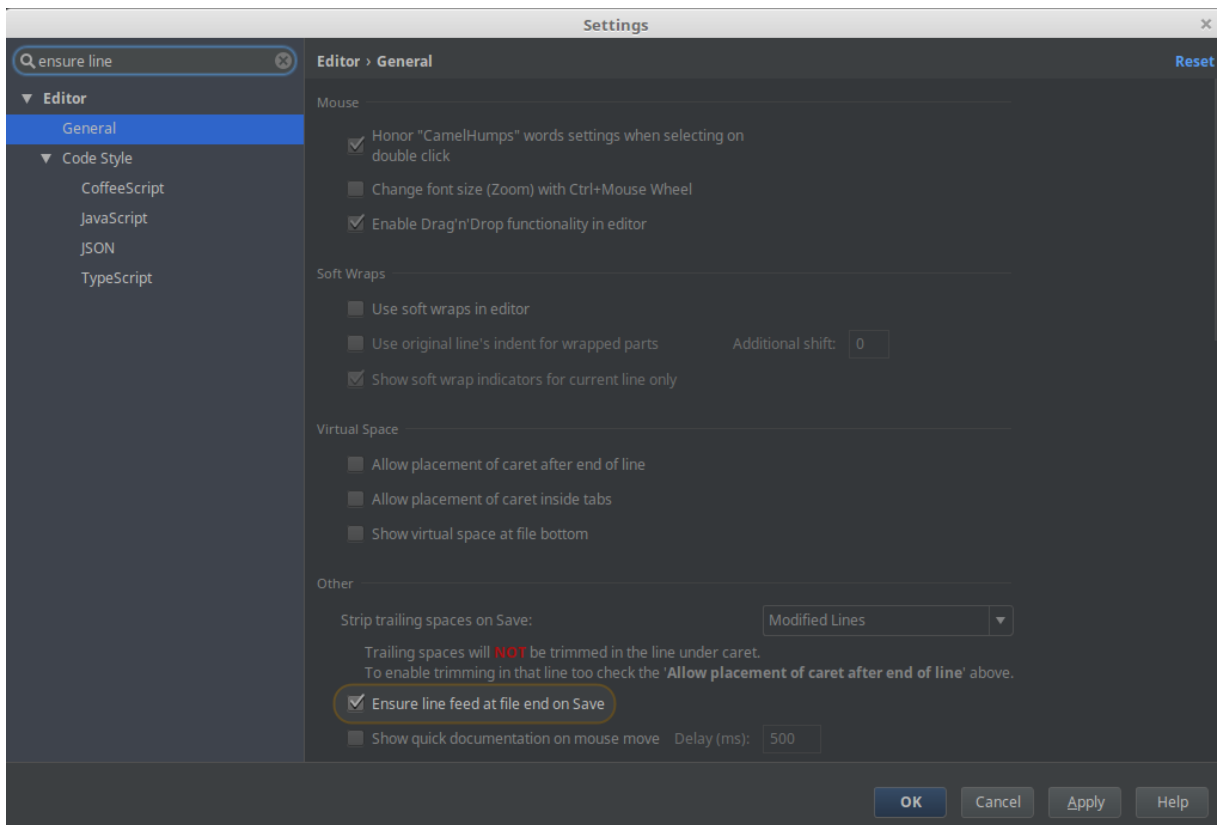 Settings
ensure line
Editor › General
Reset
Editor
General
Code Style
CoffeeScript
JavaScript
JSON
TypeScript
Mouse
Honor "CamelHumps" words settings when selecting on
double click
Change font size (Zoom) with Ctrl+Mouse Wheel
Enable Drag'n'Drop functionality in editor
Soft Wraps
Use soft wraps in editor
Use original line's indent for wrapped parts Additional shift: 0
Show soft wrap indicators for current line only
Virtual Space
Allow placement of caret after end of line
Allow placement of caret inside tabs
Show virtual space at file bottom
Other
Strip trailing spaces on Save: Modified Lines
Trailing spaces will NOT be trimmed in the line under caret.
To enable trimming in that line too check the 'Allow placement of caret after end of line' above.
Ensure line feed at file end on Save
Show quick documentation on mouse move Delay (ms): 500
OK Cancel Apply Help